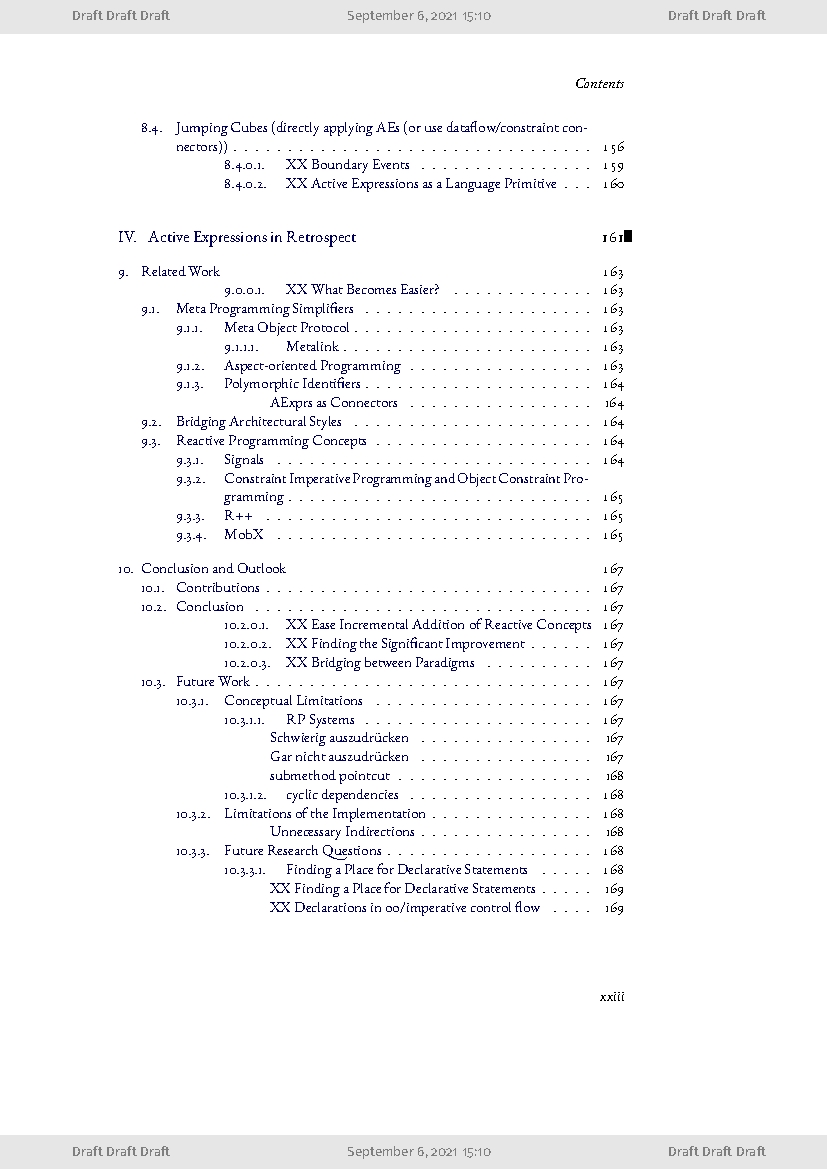 Draft Draft Draft September 6, 2021 15:10 Draft Draft Draft
Contents
8.4. Jumping Cubes (directly applying AEs (or use dataflow/constraint con-
nectors)) . . . . . . . . . . . . . . . . . . . . . . . . . . . . . . . . . 156
8.4.0.1. XX Boundary Events . . . . . . . . . . . . . . . . 159
8.4.0.2. XX Active Expressions as a Language Primitive . . . 160
IV. Active Expressions in Retrospect 161
9. Related Work 163
9.0.0.1. XX What Becomes Easier? . . . . . . . . . . . . . 163
9.1. Meta Programming Simplifiers . . . . . . . . . . . . . . . . . . . . . 163
9.1.1. Meta Object Protocol . . . . . . . . . . . . . . . . . . . . . . 163
9.1.1.1. Metalink . . . . . . . . . . . . . . . . . . . . . . . 163
9.1.2. Aspect-oriented Programming . . . . . . . . . . . . . . . . . 163
9.1.3. Polymorphic Identifiers . . . . . . . . . . . . . . . . . . . . . 164
AExprs as Connectors . . . . . . . . . . . . . . . . . 164
9.2. Bridging Architectural Styles . . . . . . . . . . . . . . . . . . . . . . 164
9.3. Reactive Programming Concepts . . . . . . . . . . . . . . . . . . . . 164
9.3.1. Signals . . . . . . . . . . . . . . . . . . . . . . . . . . . . . 164
9.3.2. Constraint Imperative Programming and Object Constraint Pro-
gramming . . . . . . . . . . . . . . . . . . . . . . . . . . . . 165
9.3.3. R++ . . . . . . . . . . . . . . . . . . . . . . . . . . . . . . 165
9.3.4. MobX . . . . . . . . . . . . . . . . . . . . . . . . . . . . . 165
10. Conclusion and Outlook 167
10.1. Contributions . . . . . . . . . . . . . . . . . . . . . . . . . . . . . . 167
10.2. Conclusion . . . . . . . . . . . . . . . . . . . . . . . . . . . . . . . 167
10.2.0.1. XX Ease Incremental Addition of Reactive Concepts 167
10.2.0.2. XX Finding the Significant Improvement . . . . . . 167
10.2.0.3. XX Bridging between Paradigms . . . . . . . . . . 167
10.3. Future Work . . . . . . . . . . . . . . . . . . . . . . . . . . . . . . . 167
10.3.1. Conceptual Limitations . . . . . . . . . . . . . . . . . . . . 167
10.3.1.1. RP Systems . . . . . . . . . . . . . . . . . . . . . 167
Schwierig auszudrücken . . . . . . . . . . . . . . . . 167
Gar nicht auszudrücken . . . . . . . . . . . . . . . . 167
submethod pointcut . . . . . . . . . . . . . . . . . . 168
10.3.1.2. cyclic dependencies . . . . . . . . . . . . . . . . . 168
10.3.2. Limitations of the Implementation . . . . . . . . . . . . . . . 168
Unnecessary Indirections . . . . . . . . . . . . . . . . 168
10.3.3. Future Research Questions . . . . . . . . . . . . . . . . . . . 168
10.3.3.1. Finding a Place for Declarative Statements . . . . . 168
XX Finding a Place for Declarative Statements . . . . . 169
XX Declarations in oo/imperative control flow . . . . 169
xxiii
Draft Draft Draft September 6, 2021 15:10 Draft Draft Draft